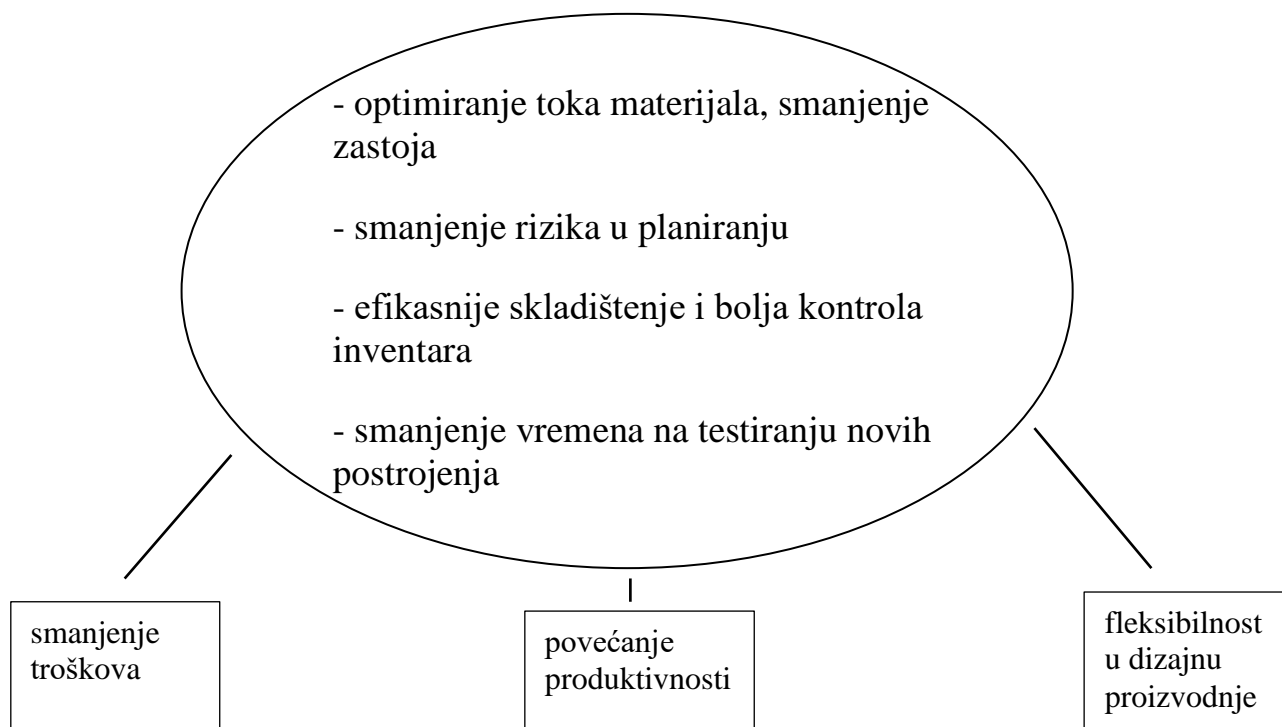 - optimiranje toka materijala, smanjenje
zastoja
- smanjenje rizika u planiranju
- efikasnije skladištenje i bolja kontrola
inventara
- smanjenje vremena na testiranju novih
postrojenja
smanjenje
troškova
povećanje
produktivnosti
fleksibilnost
u dizajnu
proizvodnje